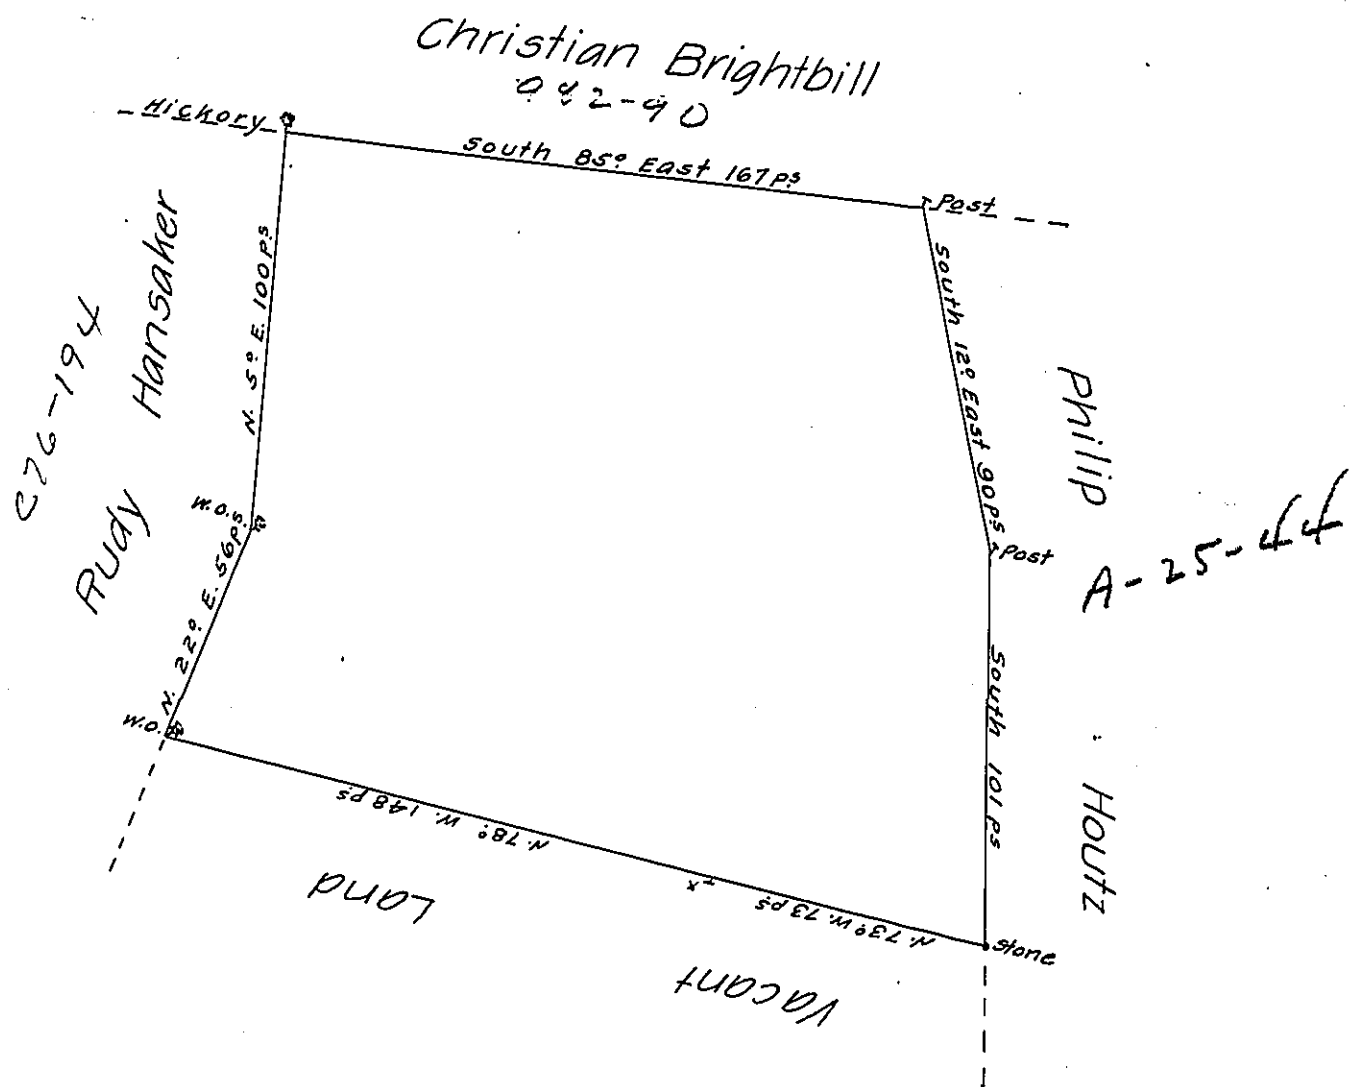 Christian Brightbill
Hickory
South 85° East 167 ps
Post
South 12° East 90 ps
Post
Philip Houtz
A-25-44
South 101 ps
Stone
N. 73° W. 73 ps
x
N. 78° W. 148 ps
Vacant Land
W.O.
N. 22° E. 56 ps
W.O.s.
N. 5° E. 100 ps
Rudy Hansaker
C76-194